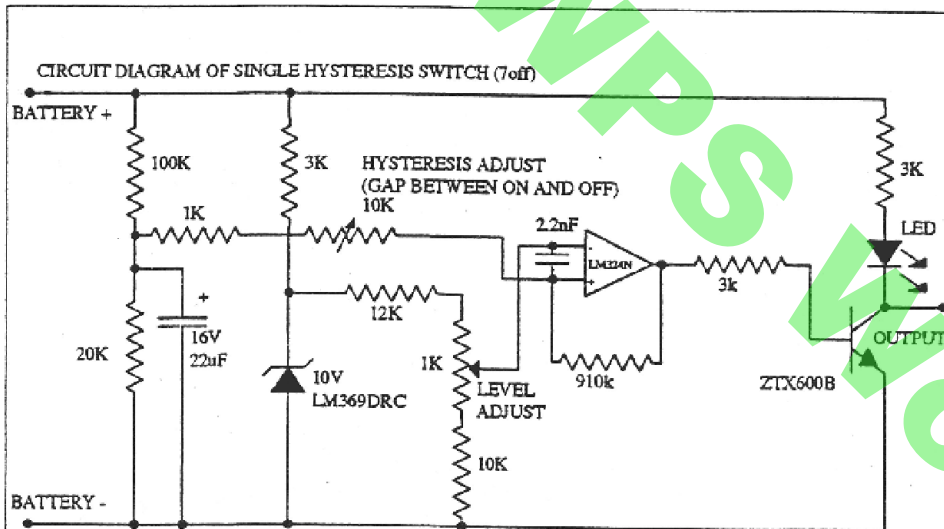 CIRCUIT DIAGRAM OF SINGLE HYSTERESIS SWITCH (7off)
BATTERY +
100K
3K
HYSTERESIS ADJUST
(GAP BETWEEN ON AND OFF)
10K
3K
1K
2.2nF
LED
-
LM324N
+
3k
+
16V
22uF
12K
20K
1K
LEVEL
ADJUST
910k
OUTPUT
10V
LM369DRC
ZTX600B
10K
BATTERY -
WPS Wo